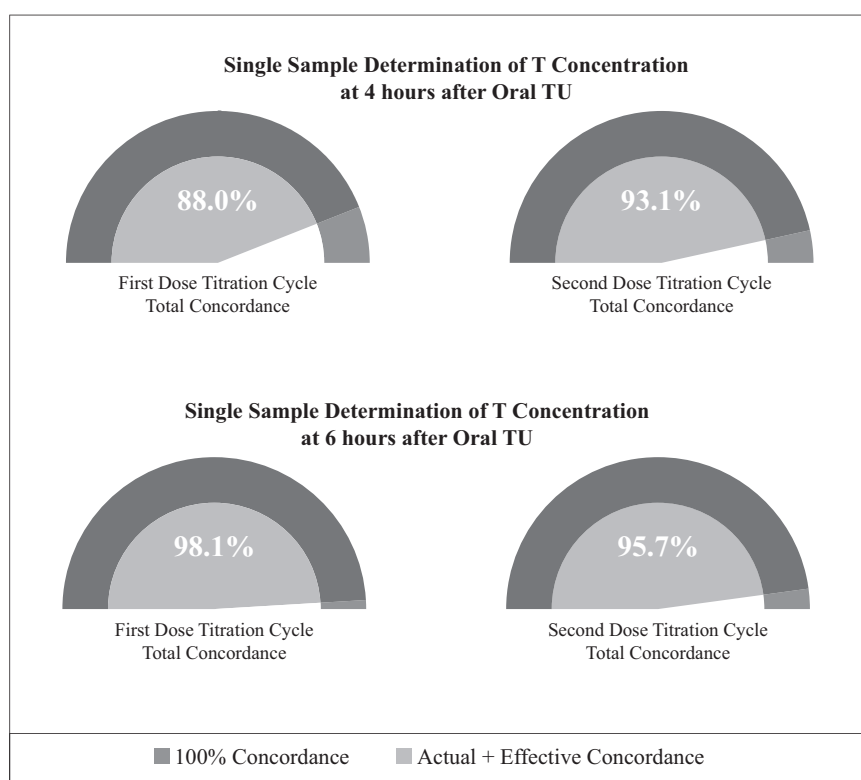 Single Sample Determination of T Concentration
at 4 hours after Oral TU
88.0%
93.1%
First Dose Titration Cycle
Total Concordance
Second Dose Titration Cycle
Total Concordance
Single Sample Determination of T Concentration
at 6 hours after Oral TU
98.1%
95.7%
First Dose Titration Cycle
Total Concordance
Second Dose Titration Cycle
Total Concordance
100% Concordance
Actual + Effective Concordance